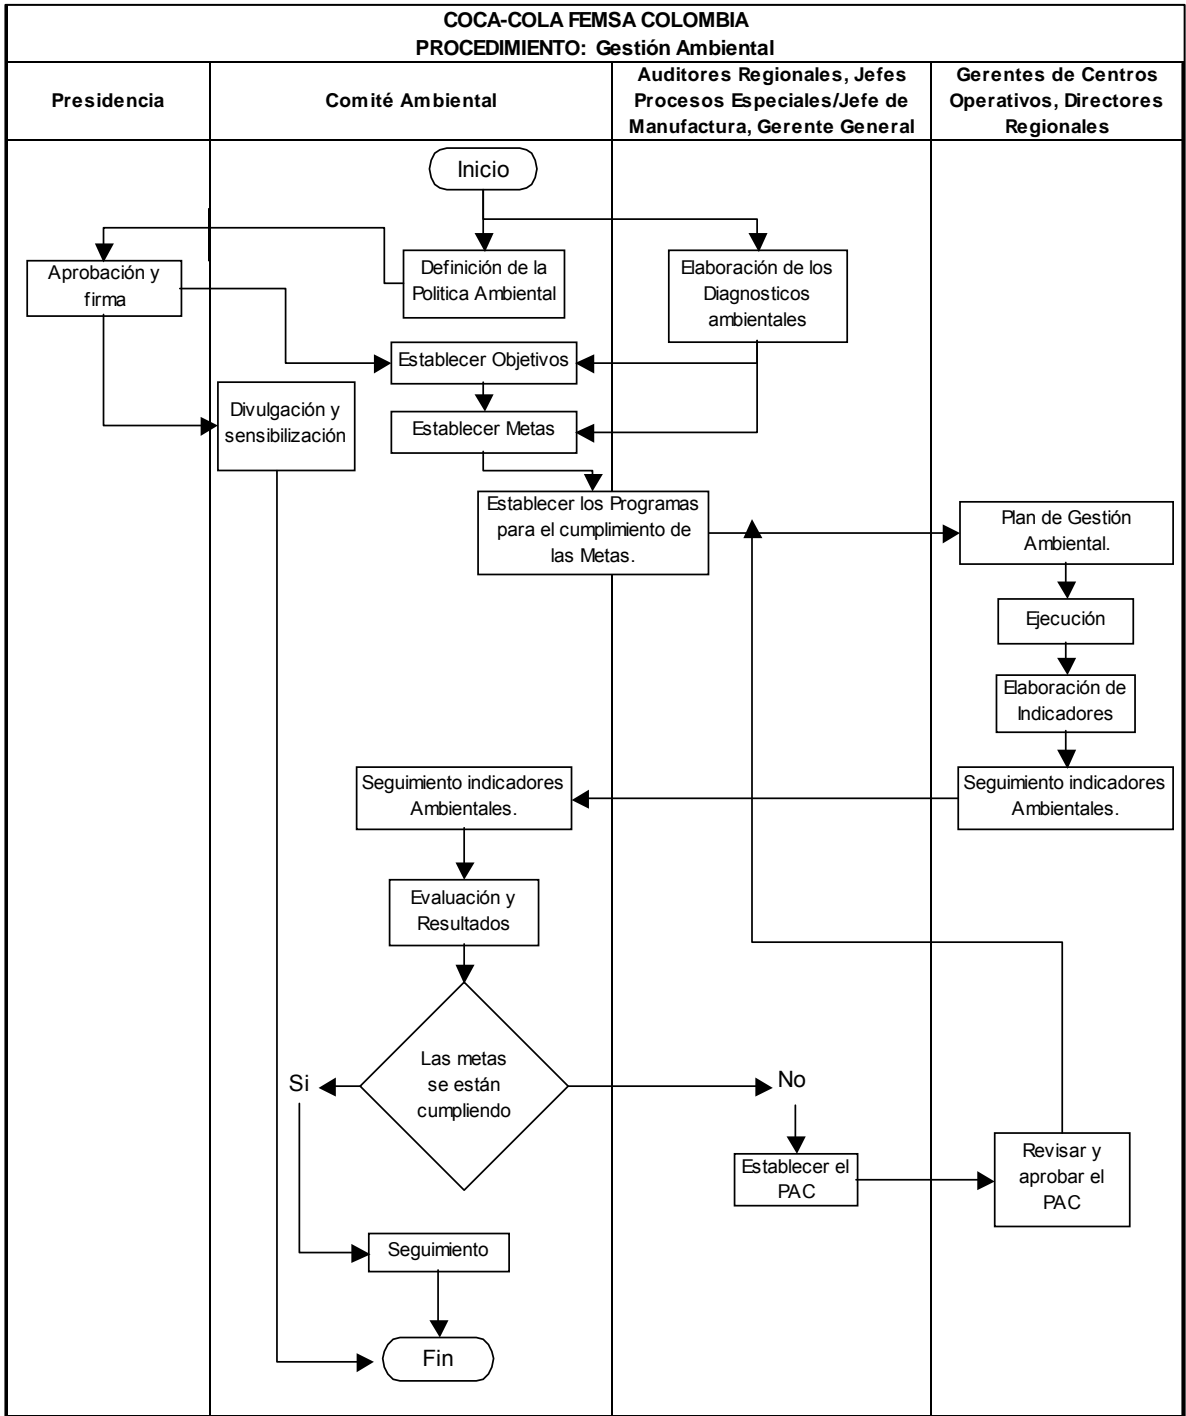 COCA-COLA FEMSA COLOMBIA
PROCEDIMIENTO: Gestión Ambiental
Presidencia
Comité Ambiental
Auditores Regionales, Jefes
Procesos Especiales/Jefe de
Manufactura, Gerente General
Gerentes de Centros
Operativos, Directores
Regionales
Inicio
Aprobación y
firma
Definición de la
Politica Ambiental
Elaboración de los
Diagnosticos
ambientales
Establecer Objetivos
Divulgación y
sensibilización
Establecer Metas
Establecer los Programas
para el cumplimiento de
las Metas.
Plan de Gestión
Ambiental.
Ejecución
Elaboración de
Indicadores
Seguimiento indicadores
Ambientales.
Seguimiento indicadores
Ambientales.
Evaluación y
Resultados
Las metas
se están
cumpliendo
Si
No
Establecer el
PAC
Revisar y
aprobar el
PAC
Seguimiento
Fin